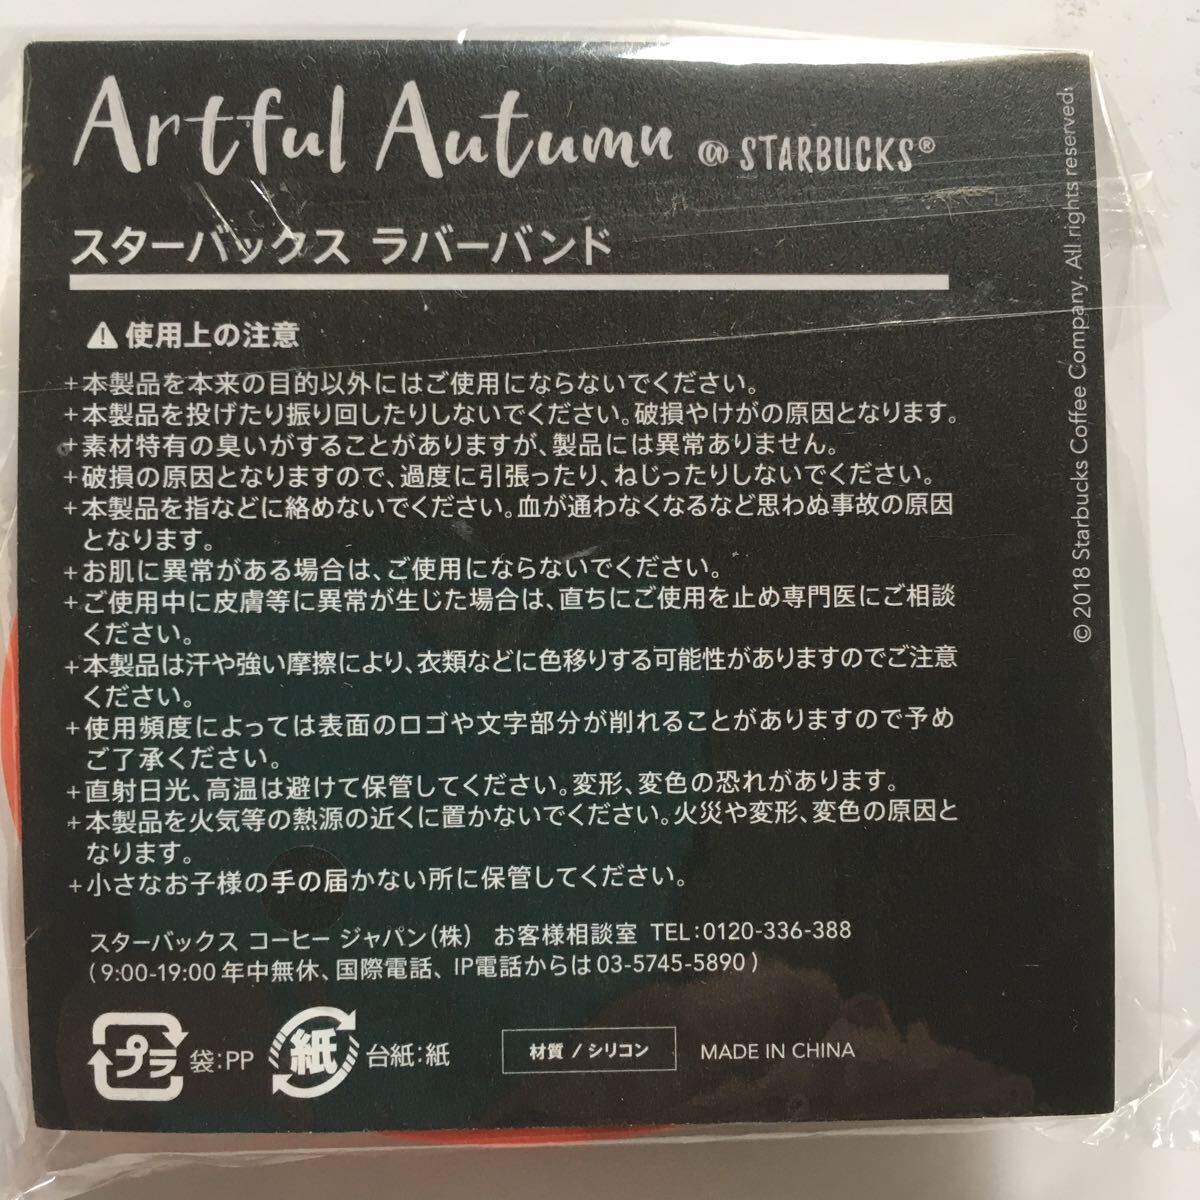 Artful Autumn @ STARBUCKS®
スターバックス ラバーバンド
使用上の注意
+本製品を本来の目的以外にはご使用にならないでください。
+本製品を投げたり振り回したりしないでください。破損やけがの原因となります。
+素材特有の臭いがすることがありますが、製品には異常ありません。
+破損の原因となりますので、過度に引張ったり、ねじったりしないでください。
+本製品を指などに絡めないでください。血が通わなくなるなど思わぬ事故の原因
となります。
+お肌に異常がある場合は、ご使用にならないでください。
+ご使用中に皮膚等に異常が生じた場合は、直ちにご使用を止め専門医にご相談
ください。
+本製品は汗や強い摩擦により、衣類などに色移りする可能性がありますのでご注意
ください。
+使用頻度によっては表面のロゴや文字部分が削れることがありますので予め
ご了承ください。
+直射日光、高温は避けて保管してください。変形、変色の恐れがあります。
+本製品を火気等の熱源の近くに置かないでください。火災や変形、変色の原因と
なります。
+小さなお子様の手の届かない所に保管してください。
スターバックス コーヒー ジャパン(株) お客様相談室 TEL:0120-336-388
(9:00-19:00 年中無休、国際電話、IP電話からは 03-5745-5890)
プラ 袋:PP 紙 台紙:紙 材質 / シリコン MADE IN CHINA
© 2018 Starbucks Coffee Company. All rights reserved.